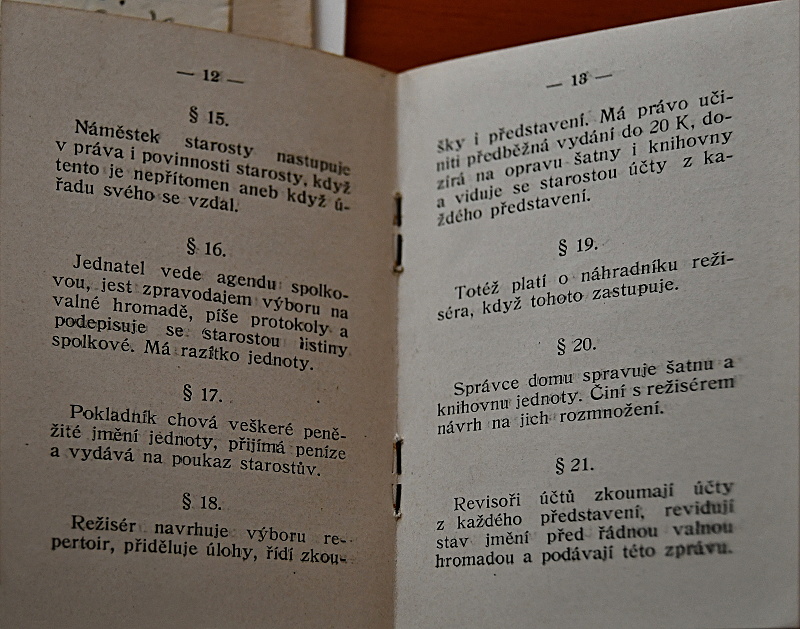 — 12 —
§ 15.
Náměstek starosty nastupuje
v práva i povinnosti starosty, když
tento je nepřítomen aneb když ú-
řadu svého se vzdal.
§ 16.
Jednatel vede agendu spolko-
vou, jest zpravodajem výboru na
valné hromadě, píše protokoly a
podepisuje se starostou listiny
spolkové. Má razítko jednoty.
§ 17.
Pokladník chová veškeré peně-
žité jmění jednoty, přijímá peníze
a vydává na poukaz starostův.
§ 18.
Režisér navrhuje výboru re-
pertoir, přiděluje úlohy, řídí zkou-
— 13 —
šky i představení. Má právo uči-
niti předběžná vydání do 20 K, do-
zírá na opravu šatny i knihovny
a viduje se starostou účty z ka-
ždého představení.
§ 19.
Totéž platí o náhradníku reži-
séra, když tohoto zastupuje.
§ 20.
Správce domu spravuje šatnu a
knihovnu jednoty. Činí s režisérem
návrh na jich rozmnožení.
§ 21.
Revisoři účtů zkoumají účty
z každého představení, revidují
stav jmění před řádnou valnou
hromadou a podávají této zprávu.